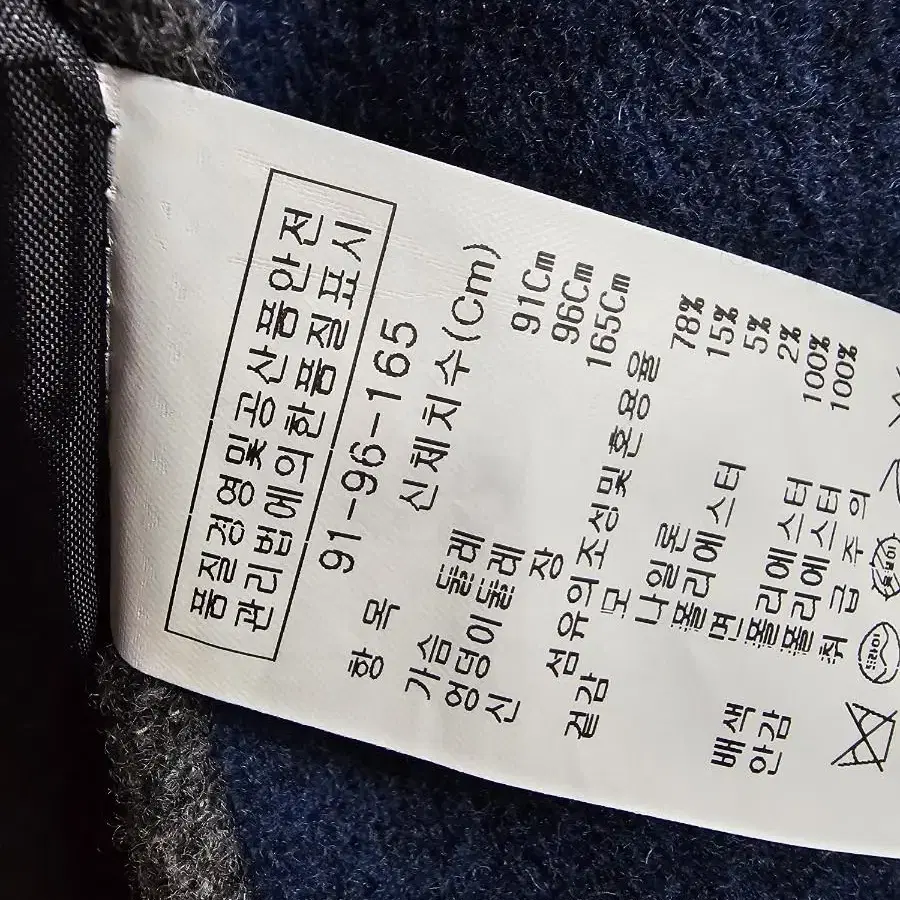 품질경영및공산품안전
관리법에의한품질표시
91-96-165
항 목 신체치수(Cm)
가슴둘레 91Cm
엉덩이둘레 96Cm
신 장 165Cm
섬유의조성및혼용율
겉감 모 78%
나일론 15%
폴리에스터 5%
면 2%
배색 폴리에스터 100%
안감 폴리에스터 100%
취 급 주 의